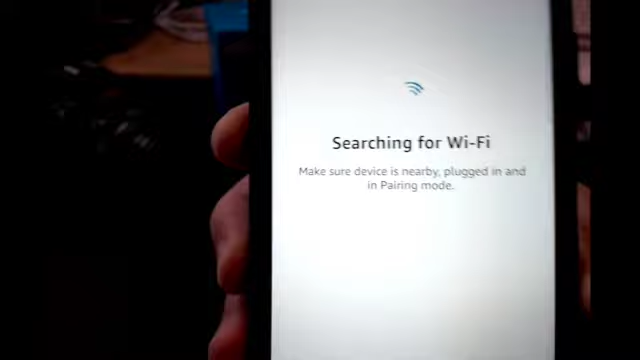 Searching for Wi-Fi
Make sure device is nearby, plugged in and
in Pairing mode.